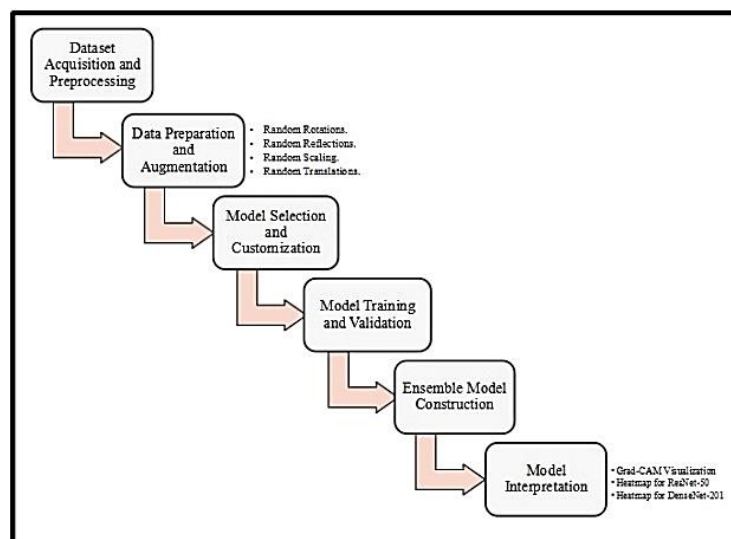 Dataset
Acquisition and
Preprocessing
Data Preparation
and
Augmentation
• Random Rotations.
• Random Reflections.
• Random Scaling.
• Random Translations.
Model Selection
and
Customization
Model Training
and Validation
Ensemble Model
Construction
Model
Interpretation
• Grad-CAM Visualization
• Heatmap for ResNet-50
• Heatmap for DenseNet-201